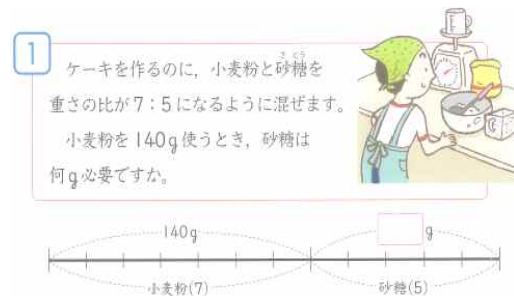 1
ケーキを作るのに，小麦粉と砂糖を
さとう
重さの比が7：5になるように混ぜます。
小麦粉を140g使うとき，砂糖は
何g必要ですか。
140g
g
小麦粉(7)
砂糖(5)